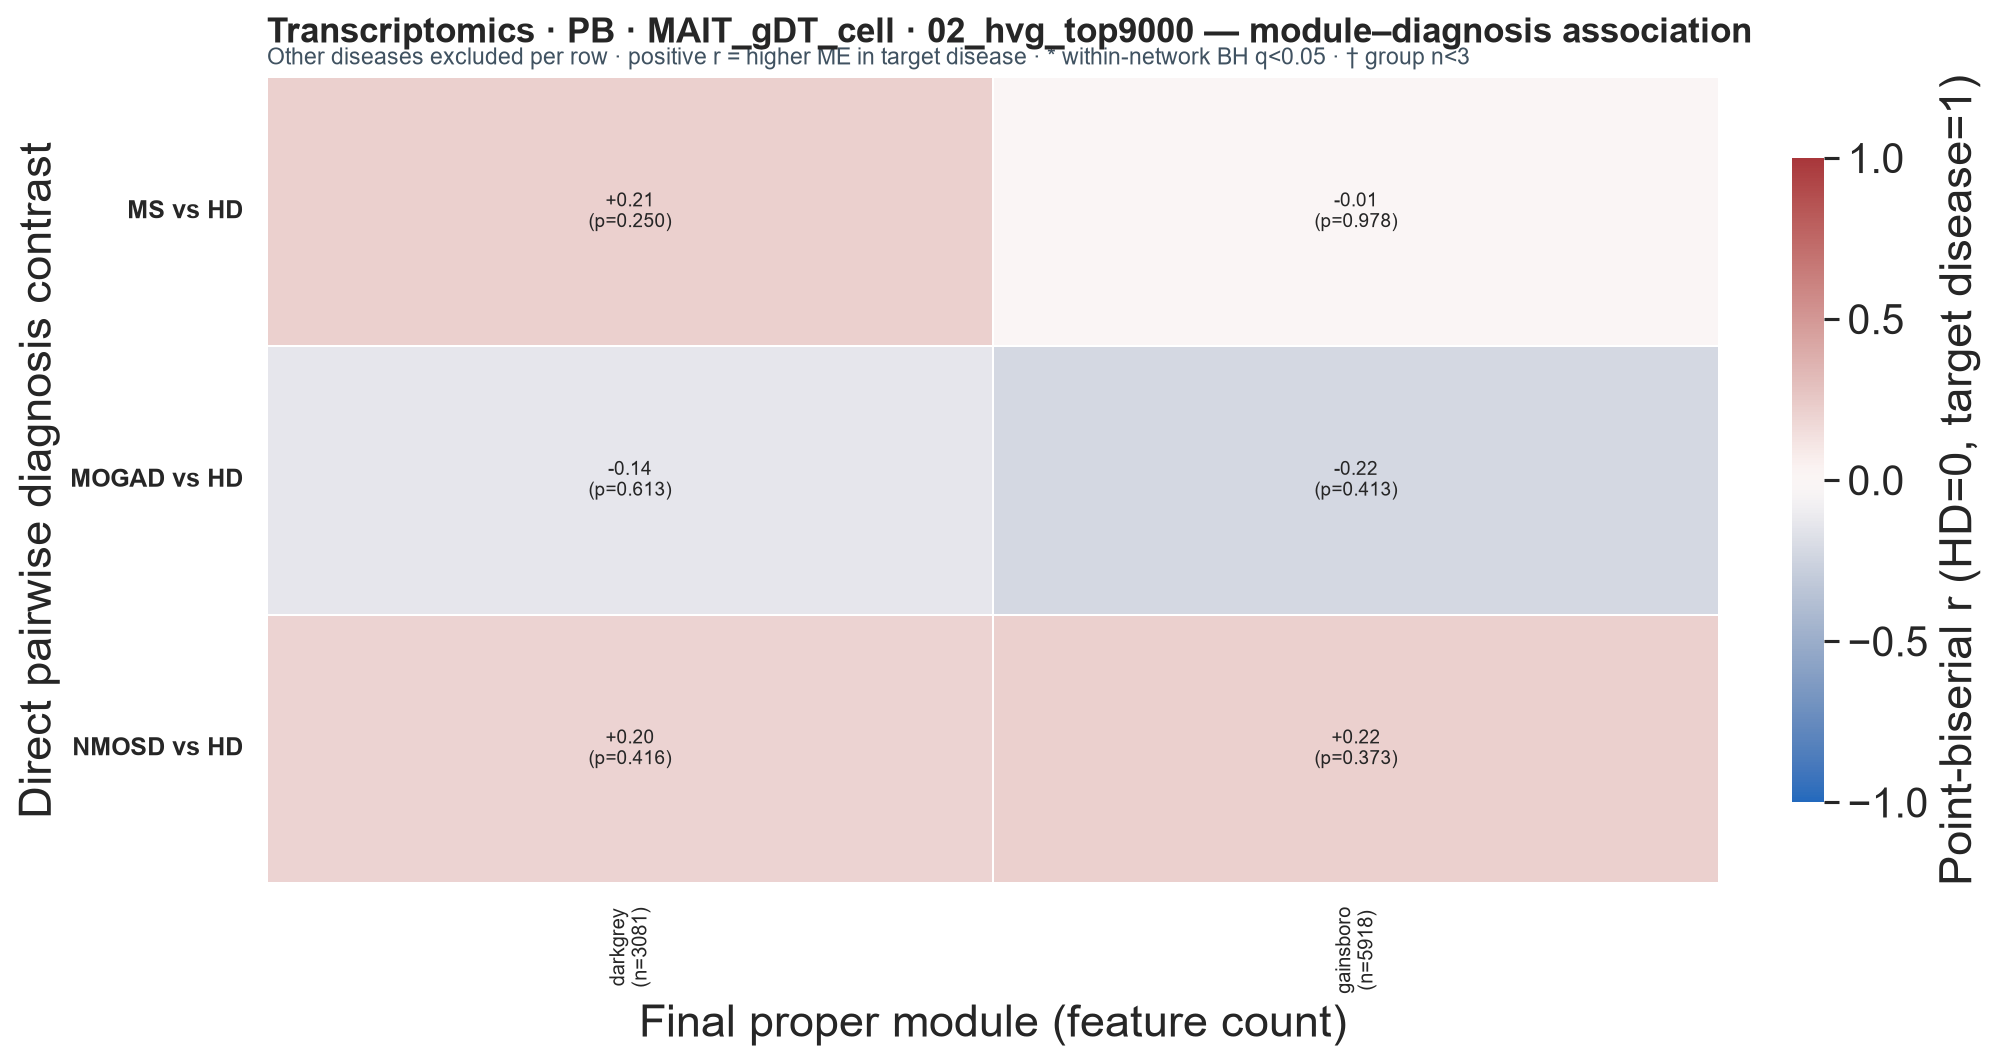 Transcriptomics · PB · MAIT_gDT_cell · 02_hvg_top9000 — module–diagnosis association
Other diseases excluded per row · positive r = higher ME in target disease · * within-network BH q<0.05 · † group n<3
Direct pairwise diagnosis contrast
MS vs HD
+0.21
(p=0.250)
-0.01
(p=0.978)
MOGAD vs HD
-0.14
(p=0.613)
-0.22
(p=0.413)
NMOSD vs HD
+0.20
(p=0.416)
+0.22
(p=0.373)
darkgrey
(n=3081)
gainsboro
(n=5918)
Final proper module (feature count)
1.0
0.5
0.0
−0.5
−1.0
Point-biserial r (HD=0, target disease=1)